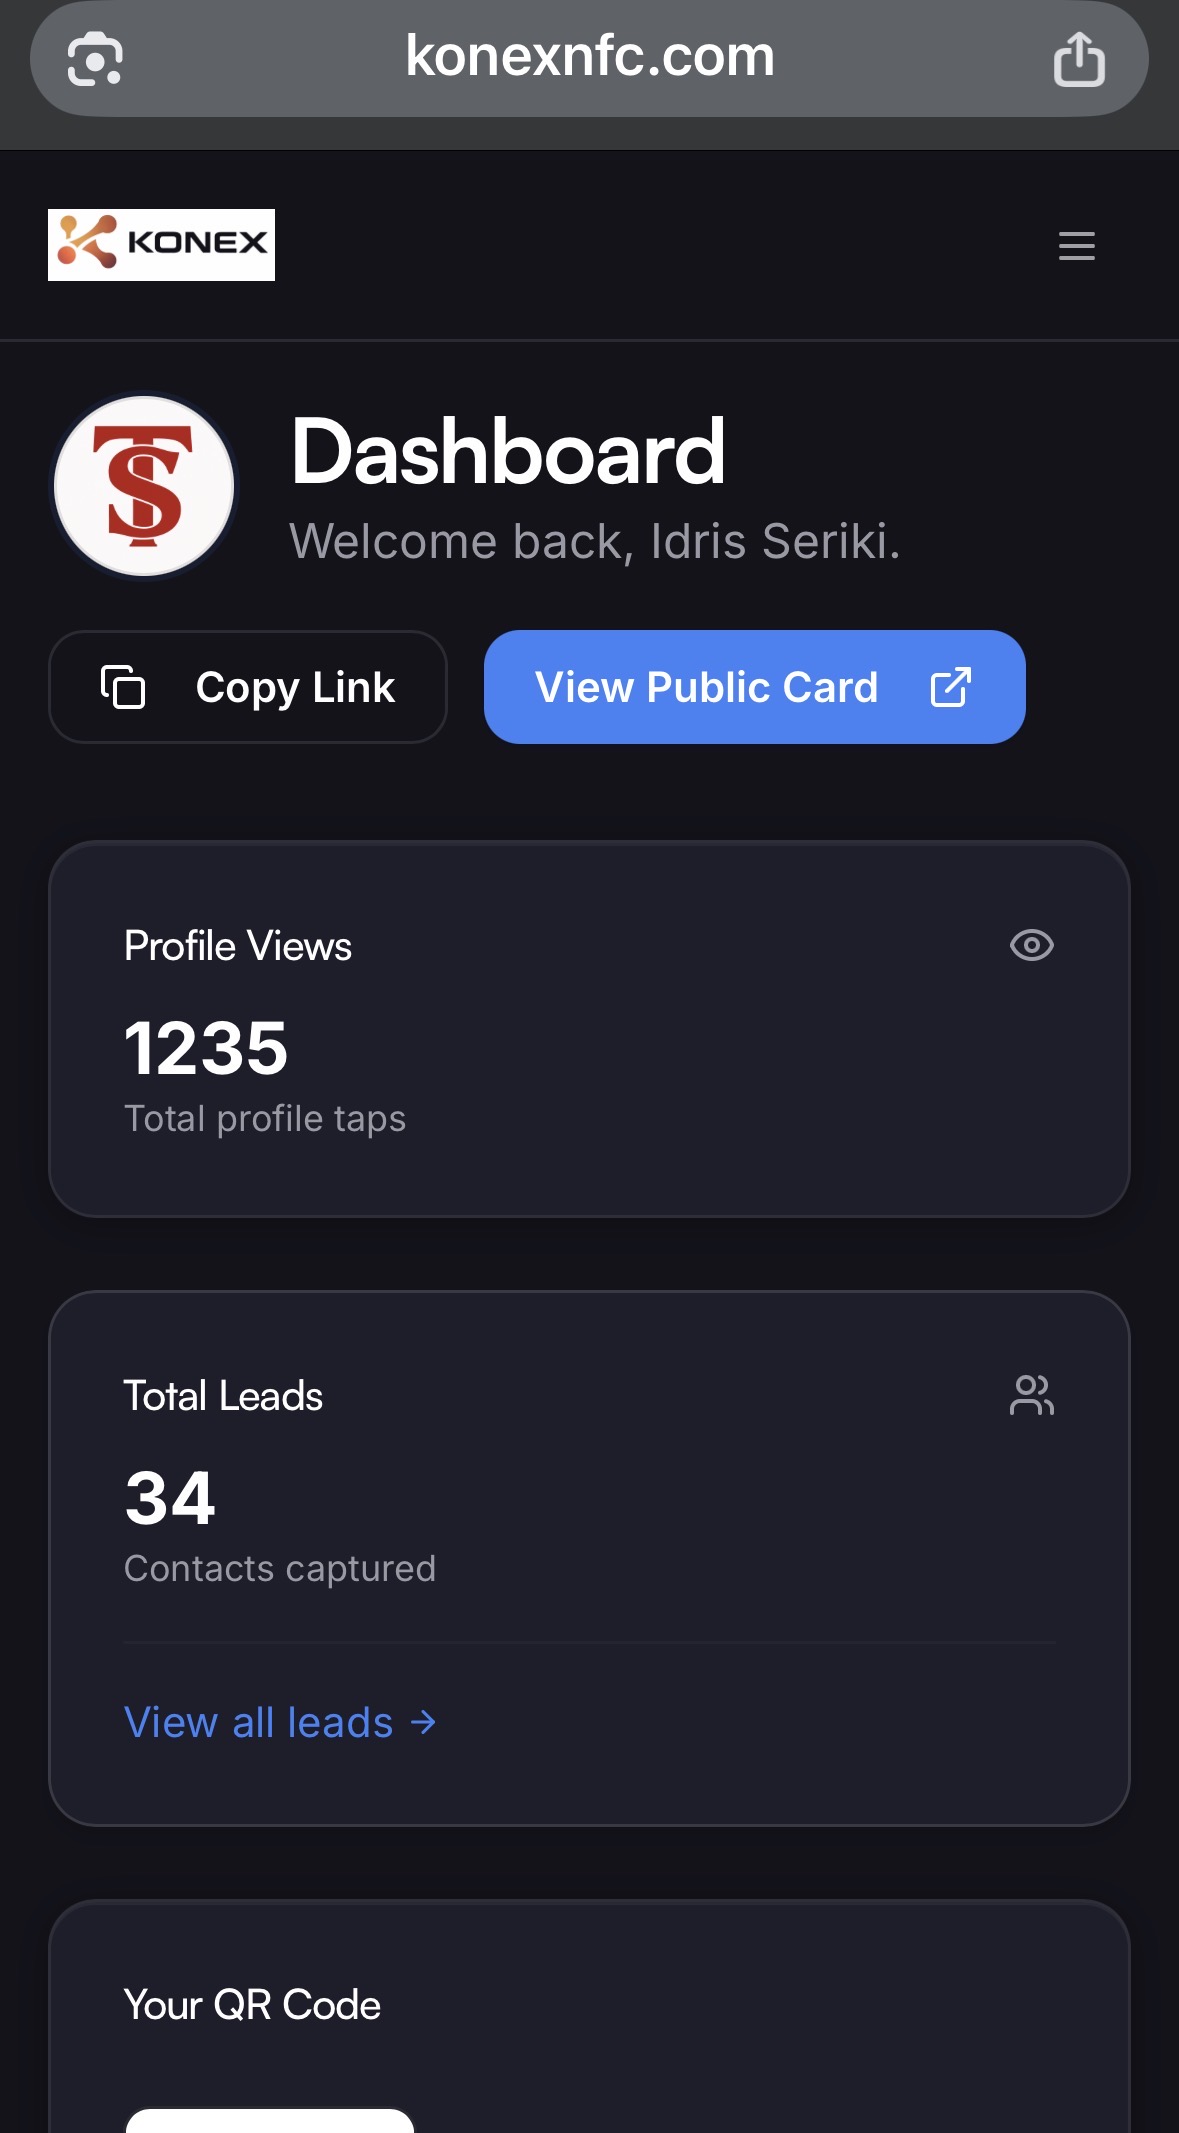 konexnfc.com
KONEX
TS
Dashboard
Welcome back, Idris Seriki.
Copy Link
View Public Card
Profile Views
1235
Total profile taps
Total Leads
34
Contacts captured
View all leads →
Your QR Code